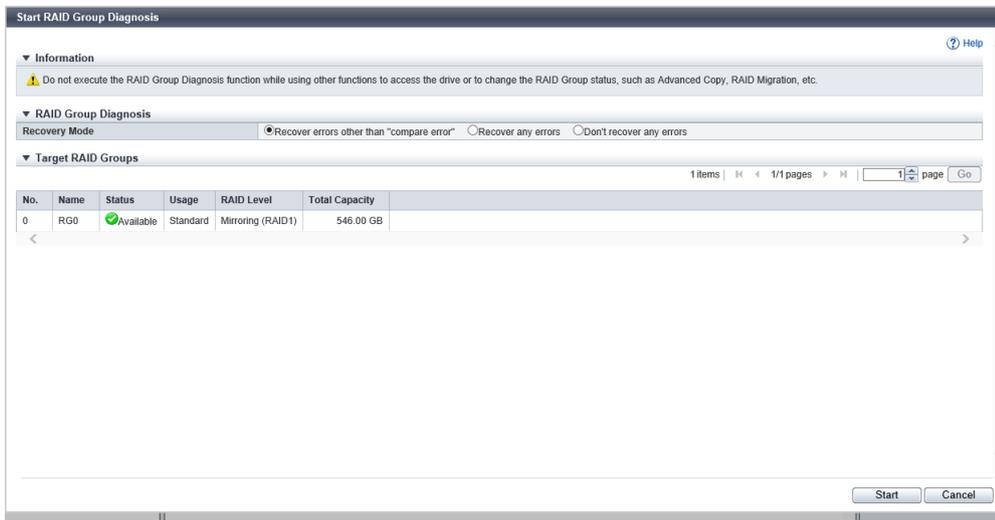 Start RAID Group Diagnosis
Help
Information
Do not execute the RAID Group Diagnosis function while using other functions to access the drive or to change the RAID Group status, such as Advanced Copy, RAID Migration, etc.
RAID Group Diagnosis
Recovery Mode Recover errors other than "compare error" Recover any errors Don't recover any errors
Target RAID Groups
1 items 1/1 pages 1 page Go
No. Name Status Usage RAID Level Total Capacity
0 RG0 Available Standard Mirroring (RAID1) 546.00 GB
Start Cancel